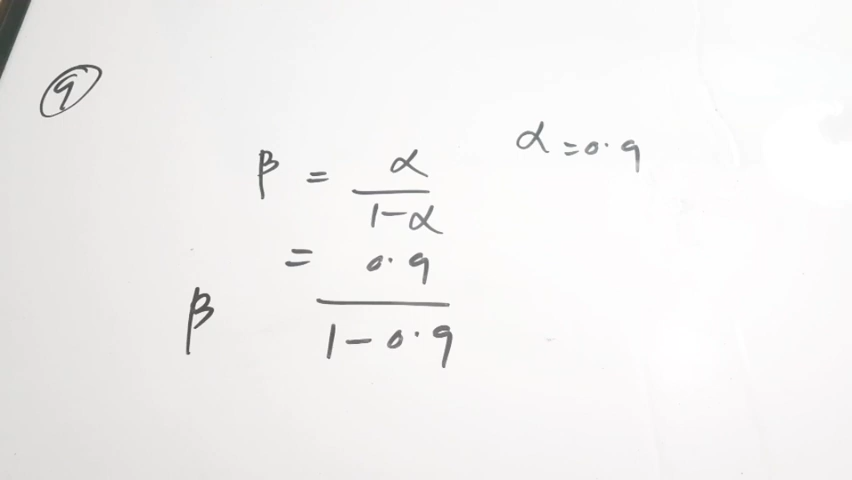 9
β = α / 1-α    α = 0.9
β = 0.9 / 1-0.9